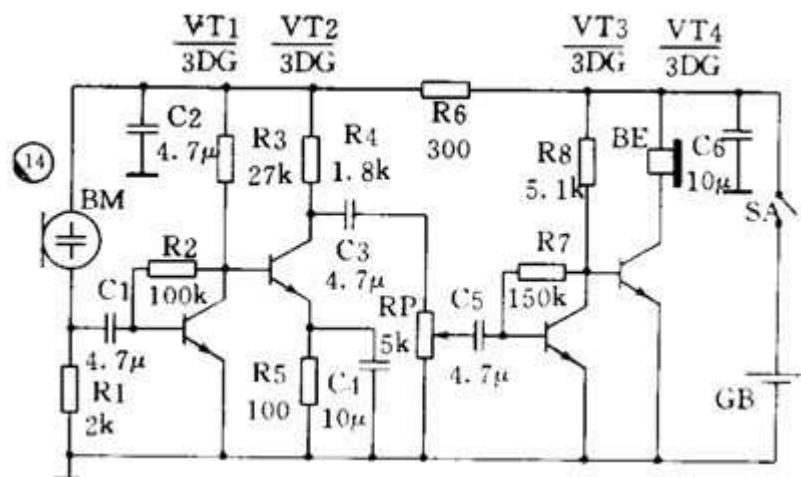 VT1 VT2 VT3 VT4
3DG 3DG 3DG 3DG
C2 R3 R4 R6 R8 BE C6
4.7μ 27k 1.8k 300 5.1k 10μ
14
BM SA
R2 C3 R7
100k 4.7μ 150k
C1 RP C5
4.7μ 5k 4.7μ
R1 R5 C4 GB
2k 100 10μ